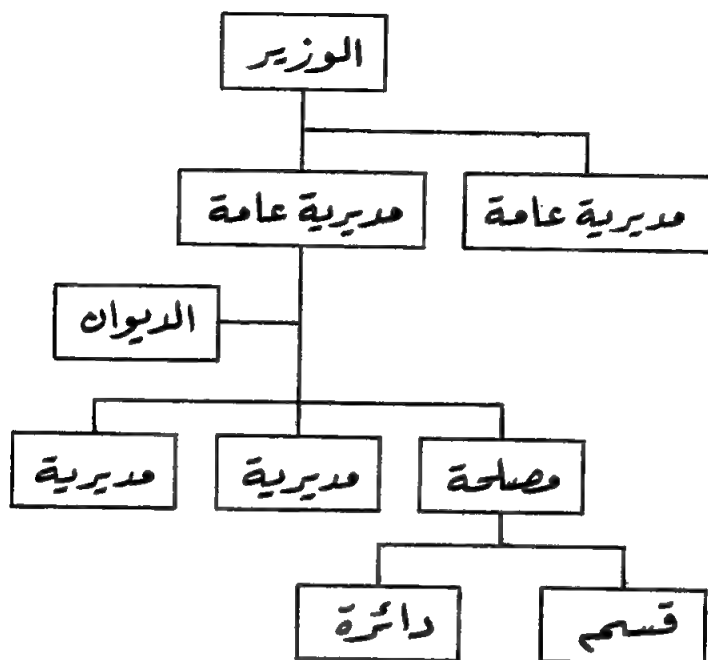 الوزير
مديرية عامة
مديرية عامة
الديوان
مصلحة
مديرية
مديرية
قسم
دائرة